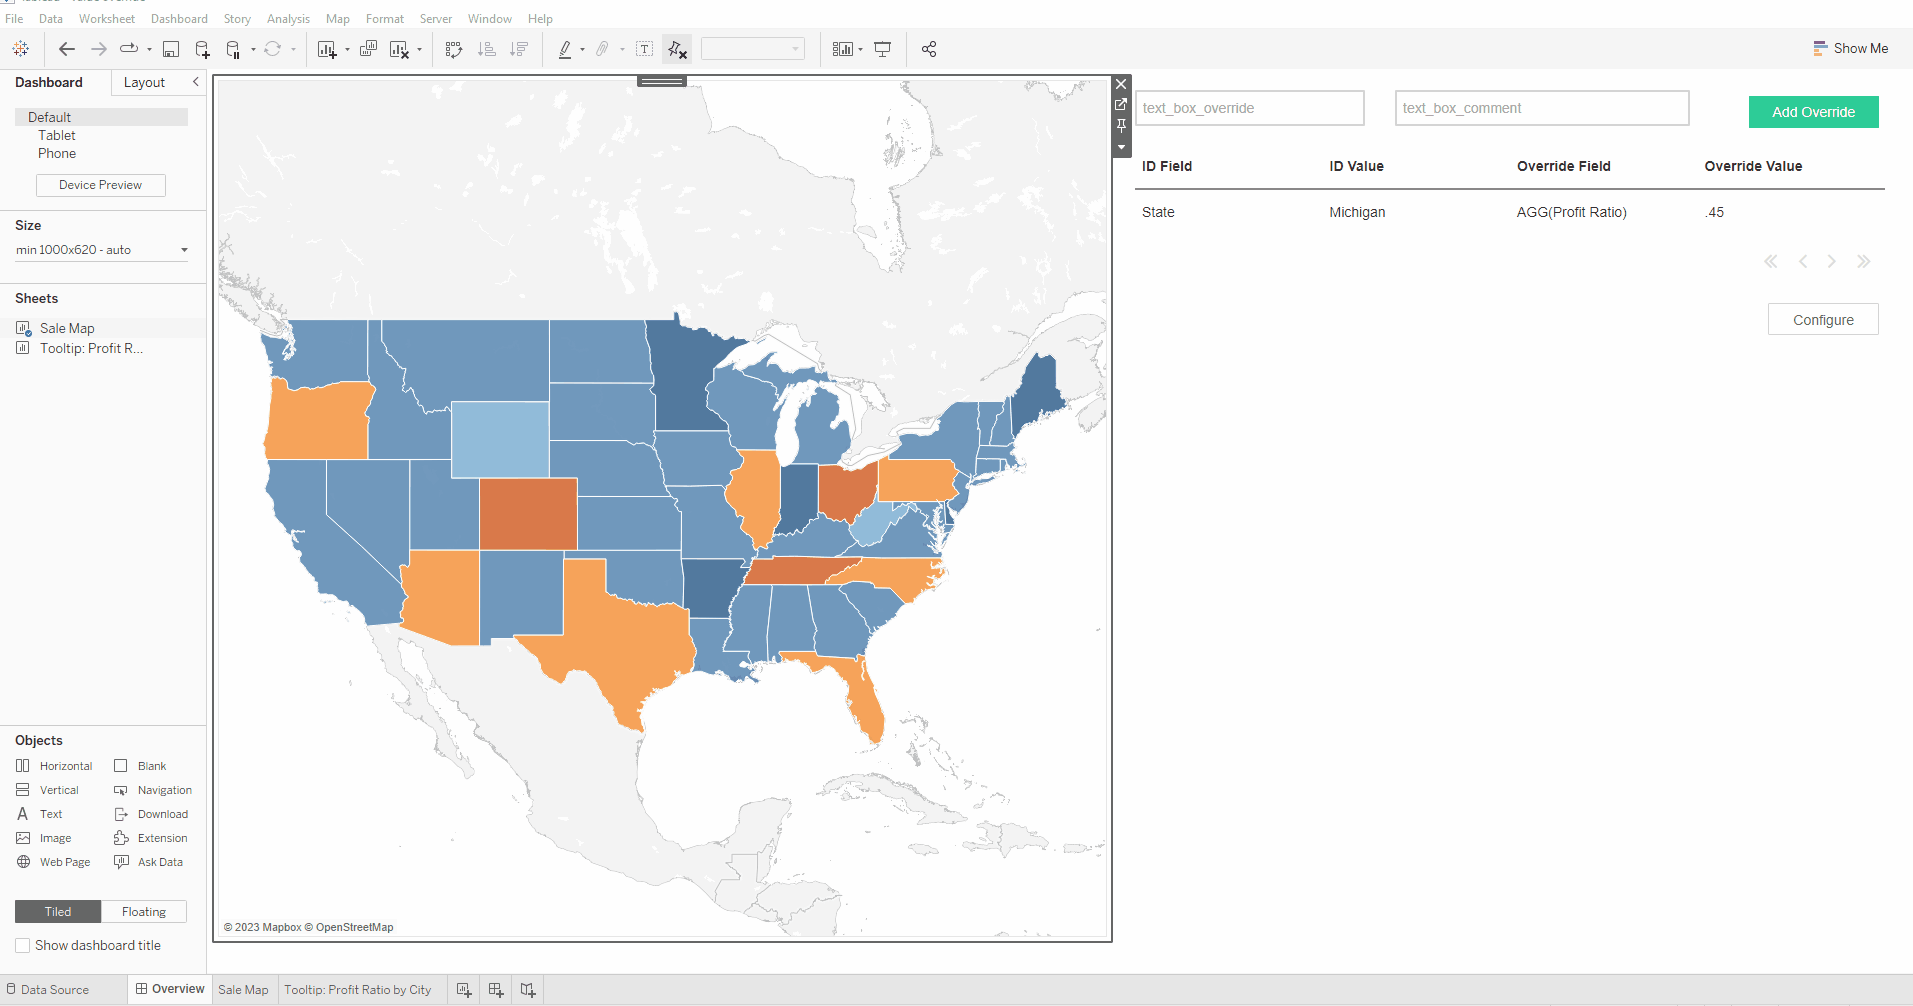 File Data Worksheet Dashboard Story Analysis Map Format Server Window Help
Show Me
Dashboard Layout
Default
Tablet
Phone
Device Preview
Size
min 1000x620 - auto
Sheets
Sale Map
Tooltip: Profit R...
Objects
Horizontal Blank
Vertical Navigation
Text Download
Image Extension
Web Page Ask Data
Tiled Floating
Show dashboard title
© 2023 Mapbox © OpenStreetMap
text_box_override text_box_comment Add Override
ID Field ID Value Override Field Override Value
State Michigan AGG(Profit Ratio) .45
Configure
Data Source Overview Sale Map Tooltip: Profit Ratio by City